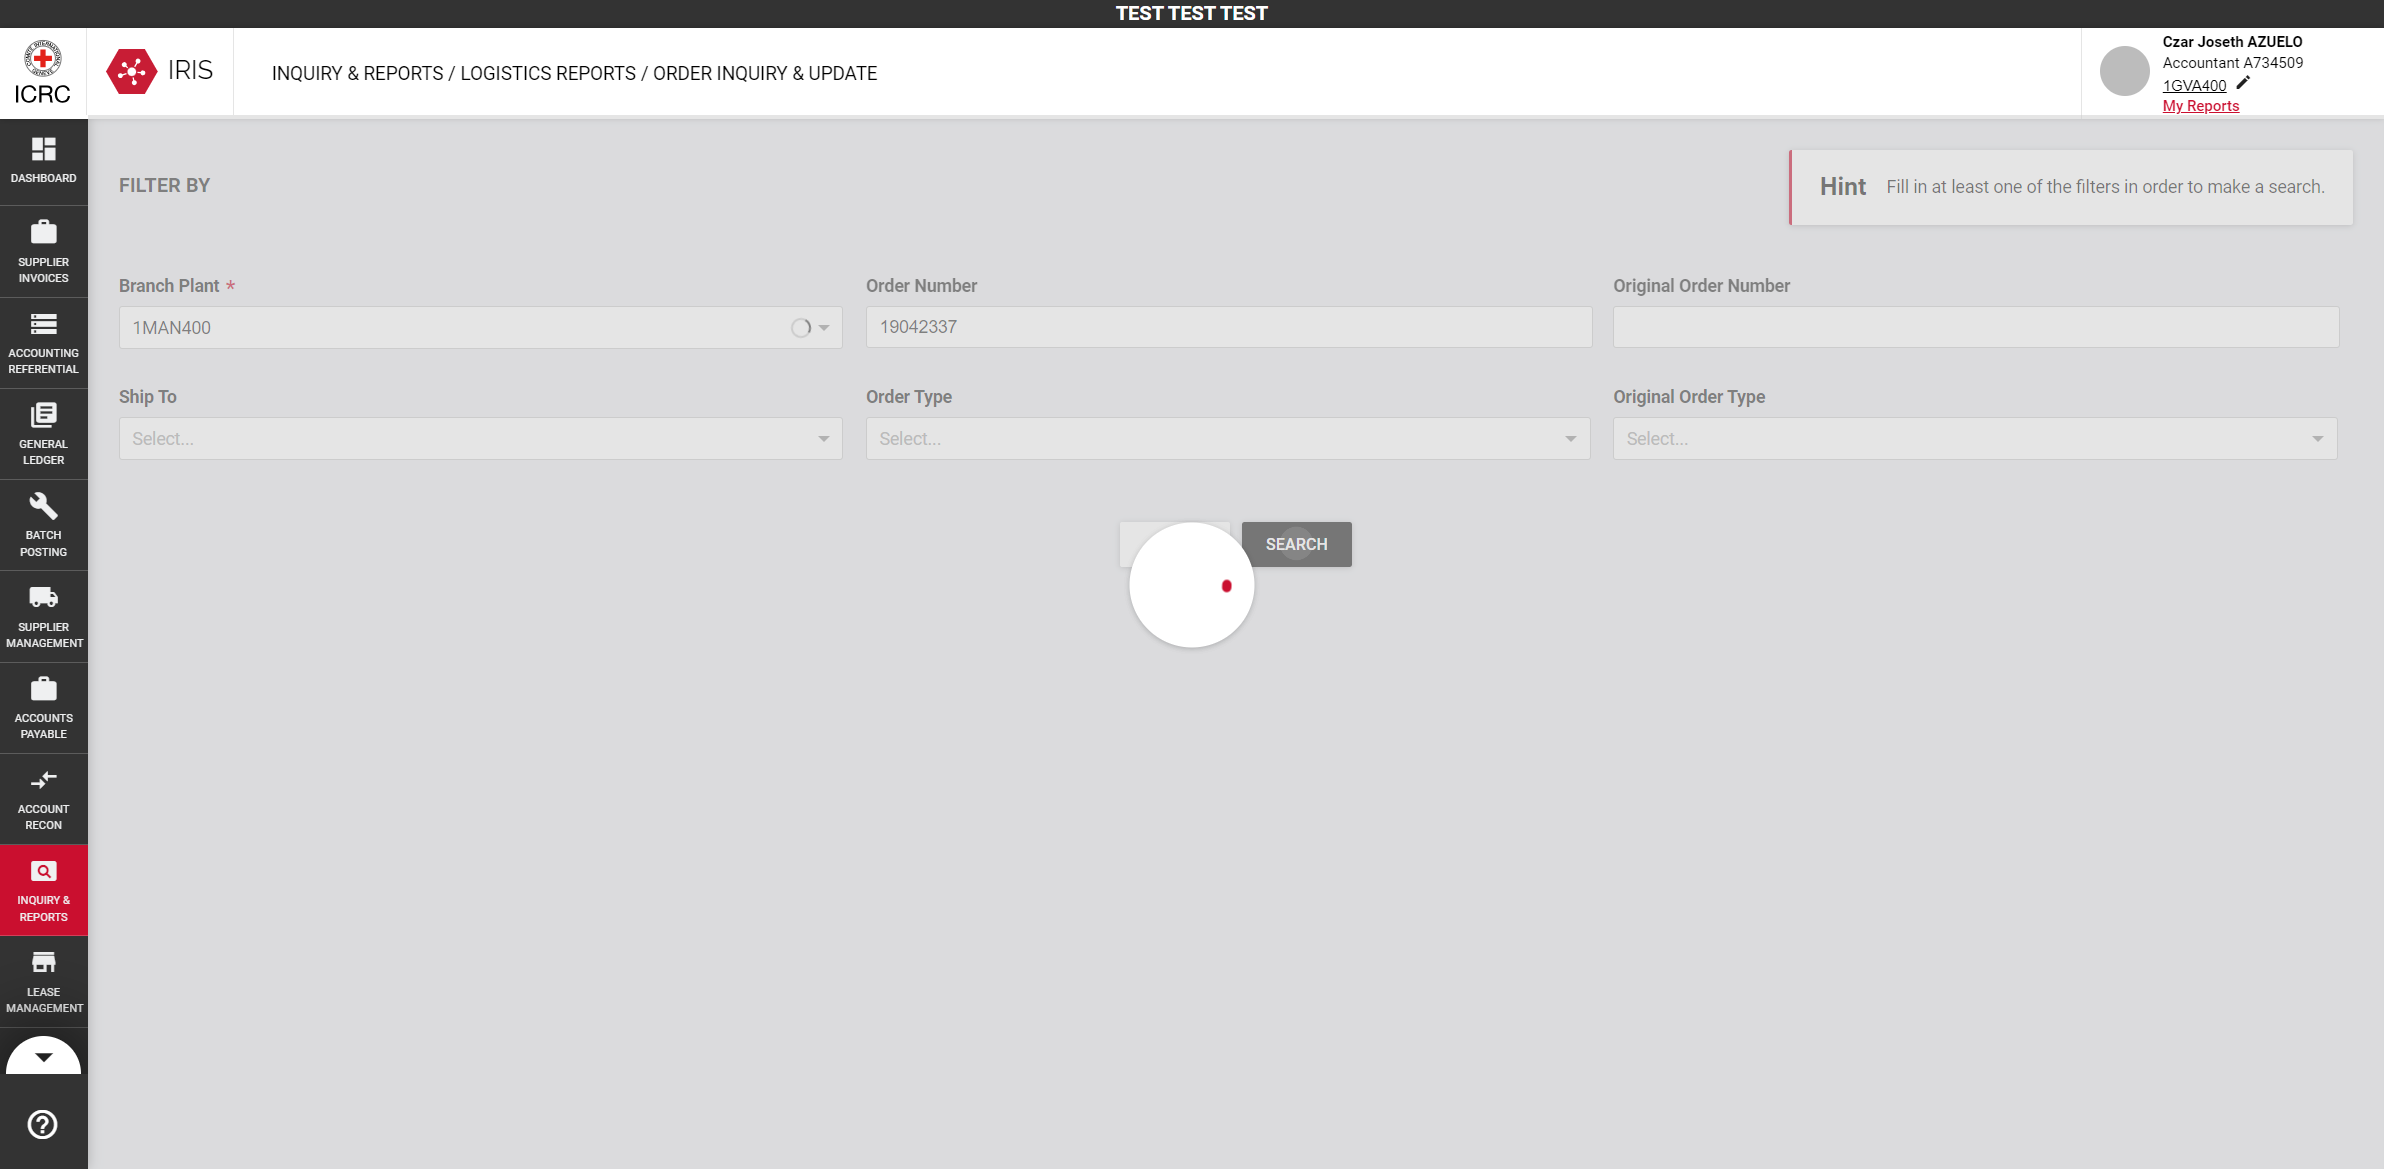 TEST TEST TEST
ICRC
IRIS
INQUIRY & REPORTS / LOGISTICS REPORTS / ORDER INQUIRY & UPDATE
Czar Joseth AZUELO
Accountant A734509
1GVA400
My Reports
DASHBOARD
SUPPLIER
INVOICES
ACCOUNTING
REFERENTIAL
GENERAL
LEDGER
BATCH
POSTING
SUPPLIER
MANAGEMENT
ACCOUNTS
PAYABLE
ACCOUNT
RECON
INQUIRY &
REPORTS
LEASE
MANAGEMENT
FILTER BY
Hint Fill in at least one of the filters in order to make a search.
Branch Plant *
1MAN400
Order Number
19042337
Original Order Number
Ship To
Select...
Order Type
Select...
Original Order Type
Select...
SEARCH